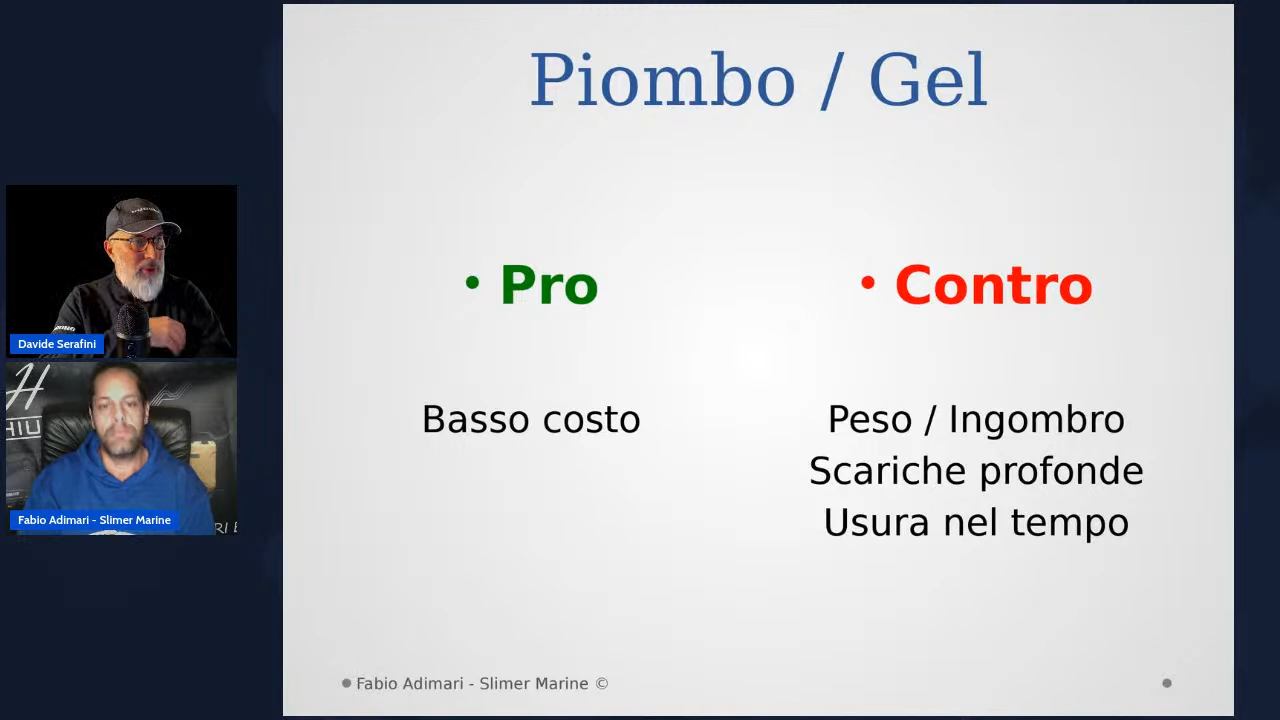 Piombo / Gel
• Pro
Basso costo
• Contro
Peso / Ingombro
Scariche profonde
Usura nel tempo
Fabio Adimari - Slimer Marine ©
Davide Serafini
Fabio Adimari - Slimer Marine